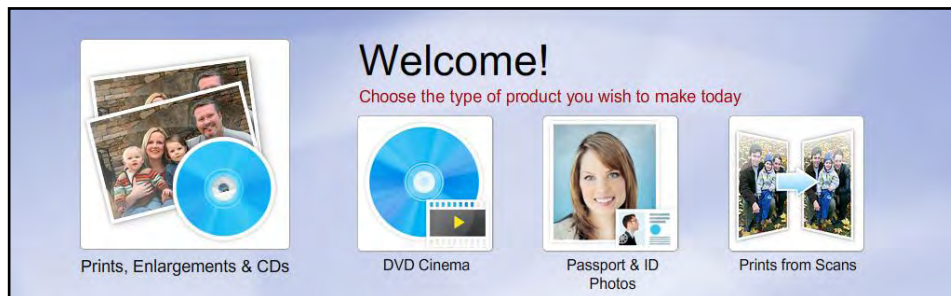 Welcome!
Choose the type of product you wish to make today
Prints, Enlargements & CDs
DVD Cinema
Passport & ID
Photos
Prints from Scans